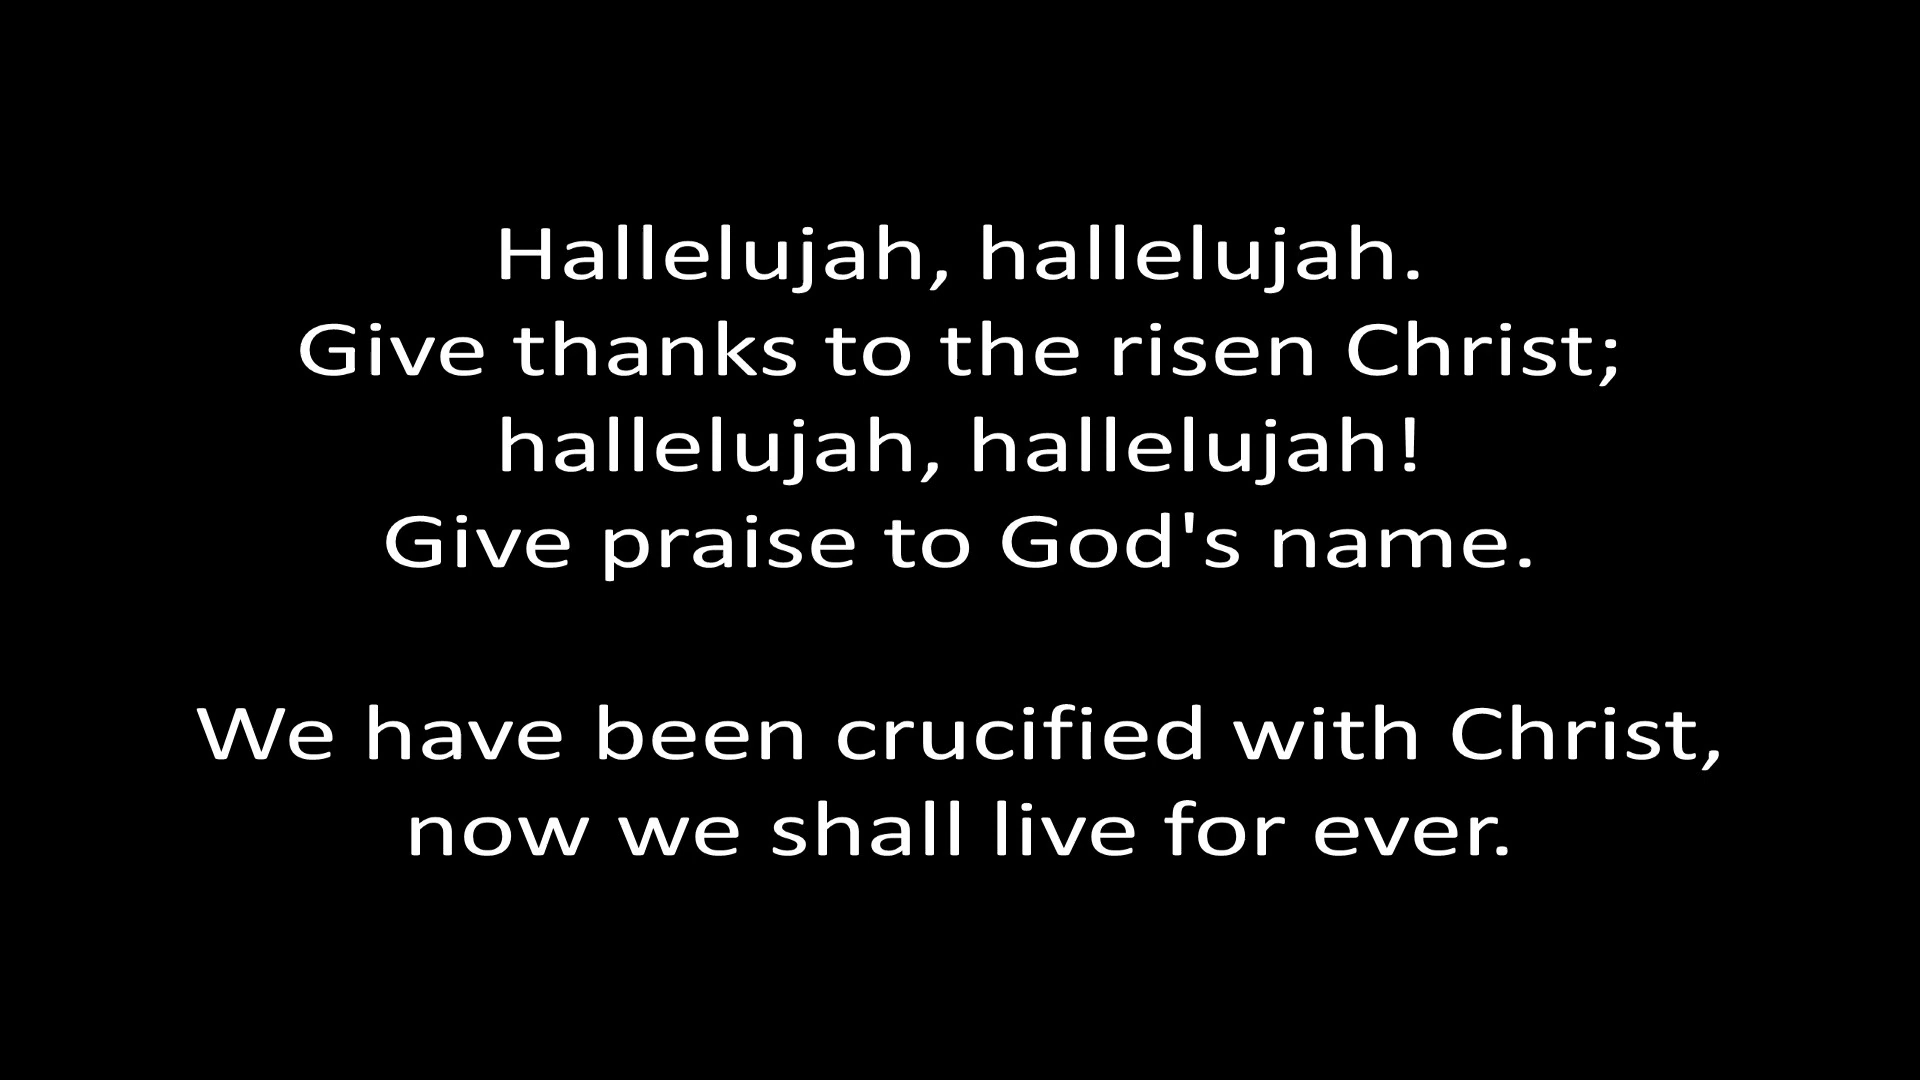 Hallelujah, hallelujah.
Give thanks to the risen Christ;
hallelujah, hallelujah!
Give praise to God's name.
We have been crucified with Christ,
now we shall live for ever.